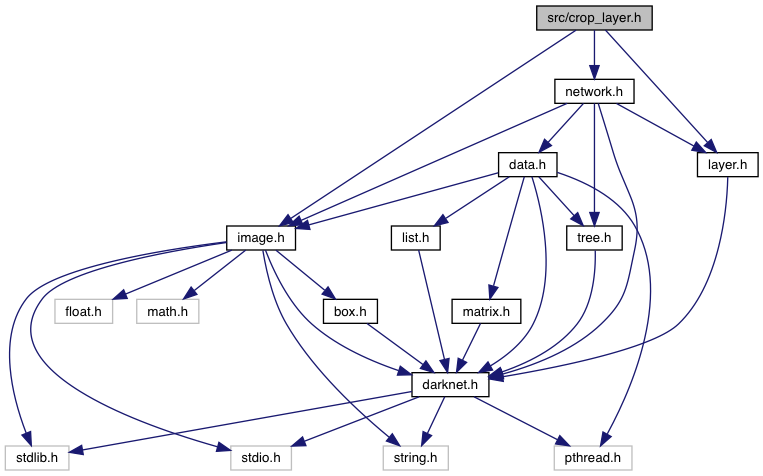 src/crop_layer.h
network.h
data.h
layer.h
image.h
list.h
tree.h
float.h
math.h
box.h
matrix.h
darknet.h
stdlib.h
stdio.h
string.h
pthread.h